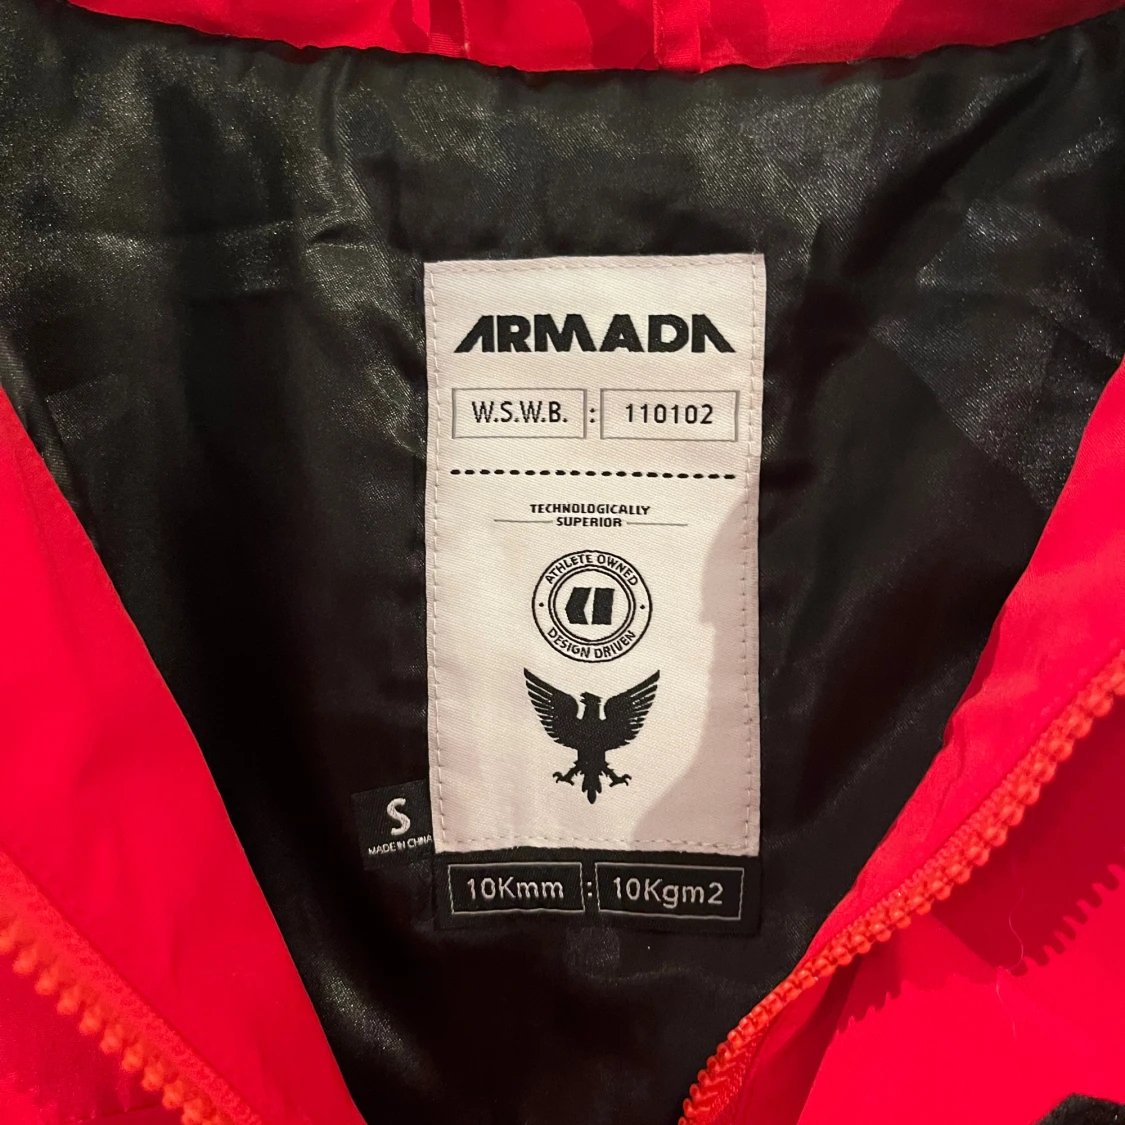 ARMADA
W.S.W.B. : 110102
TECHNOLOGICALLY
SUPERIOR
ATHLETE OWNED
DESIGN DRIVEN
S
MADE IN CHINA
10Kmm : 10Kgm2